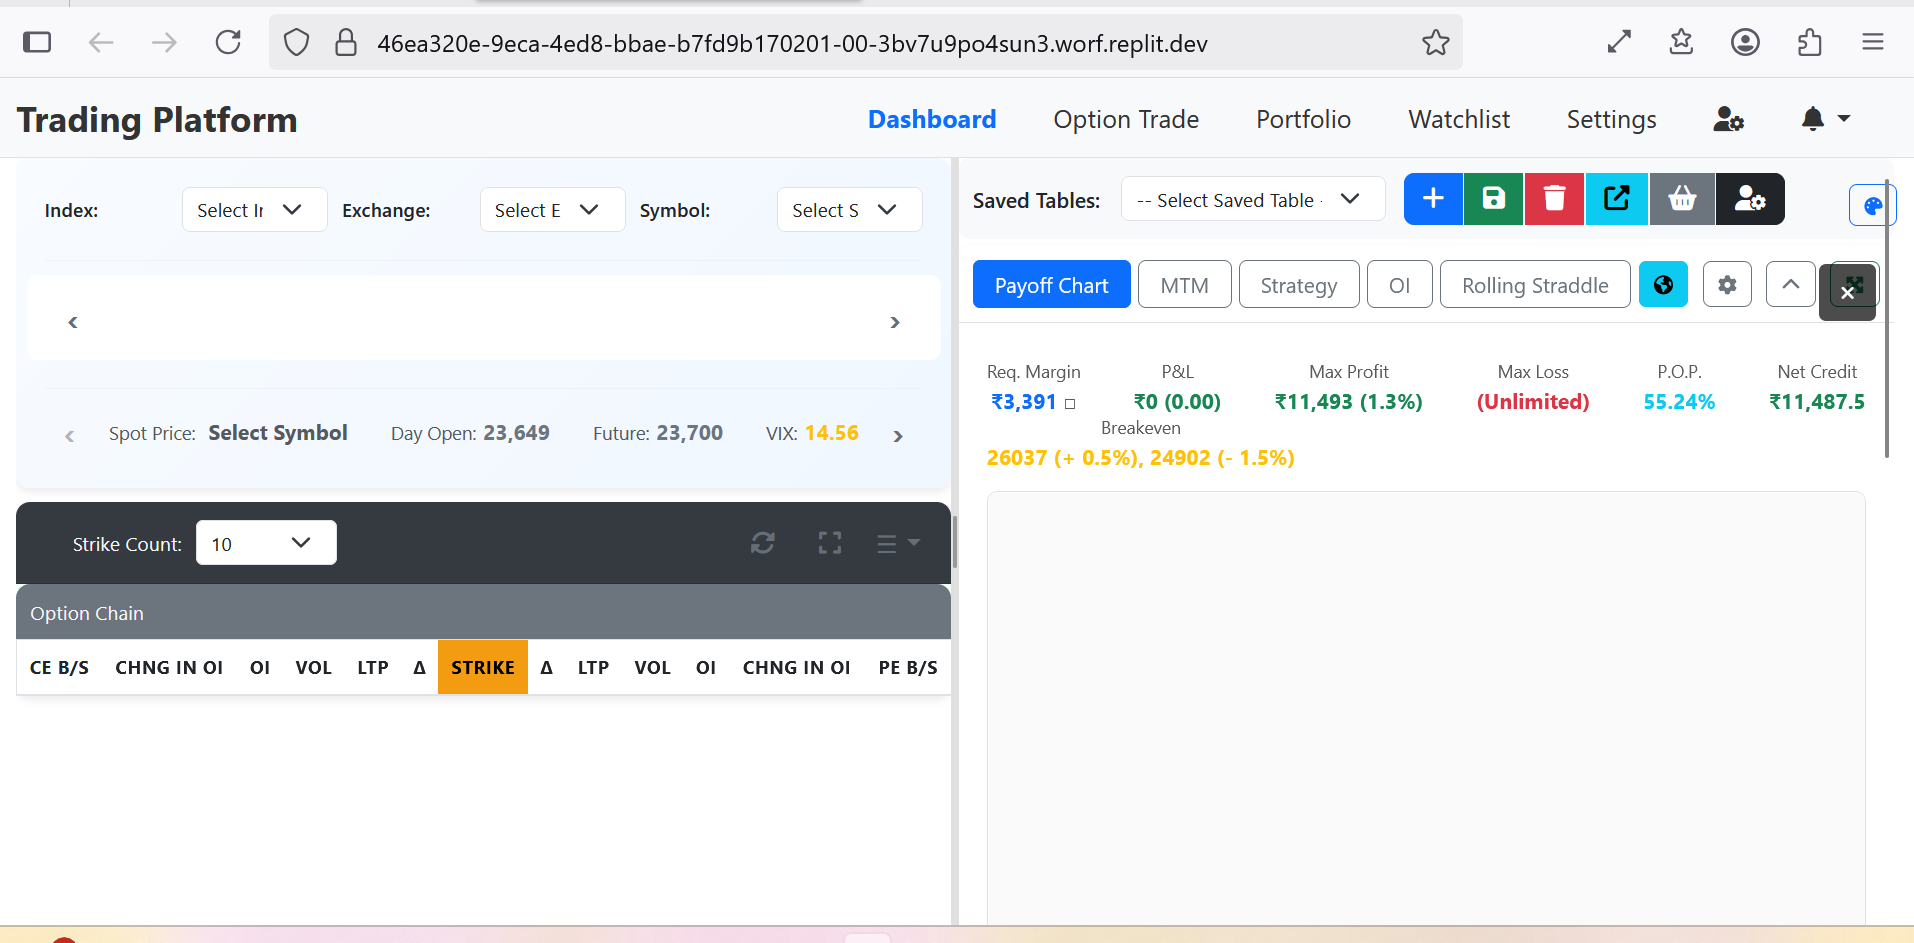 46ea320e-9eca-4ed8-bbae-b7fd9b170201-00-3bv7u9po4sun3.worf.replit.dev
Trading Platform
Dashboard Option Trade Portfolio Watchlist Settings
Index: Select Ir Exchange: Select E Symbol: Select S
Spot Price: Select Symbol Day Open: 23,649 Future: 23,700 VIX: 14.56
Strike Count: 10
Option Chain
CE B/S CHNG IN OI OI VOL LTP Δ STRIKE Δ LTP VOL OI CHNG IN OI PE B/S
Saved Tables: -- Select Saved Table
Payoff Chart MTM Strategy OI Rolling Straddle
Req. Margin P&L Max Profit Max Loss P.O.P. Net Credit
₹3,391 ₹0 (0.00) ₹11,493 (1.3%) (Unlimited) 55.24% ₹11,487.5
Breakeven
26037 (+ 0.5%), 24902 (- 1.5%)